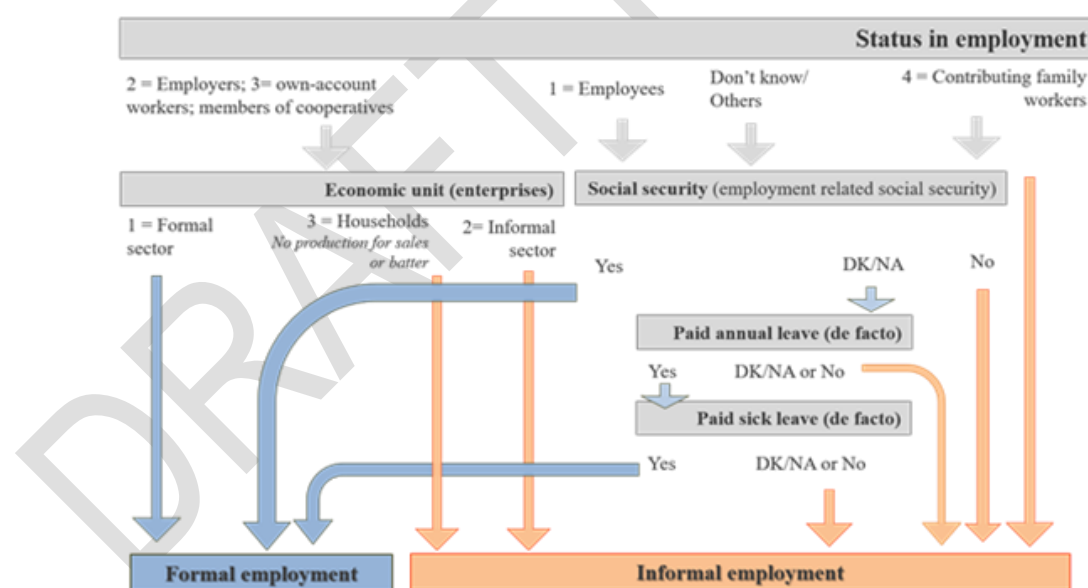 Status in employment
2 = Employers; 3= own-account
workers; members of cooperatives
1 = Employees
Don't know/
Others
4 = Contributing family
workers
Economic unit (enterprises)
Social security (employment related social security)
1 = Formal
sector
3 = Households
No production for sales
or batter
2= Informal
sector
Yes
DK/NA
No
Paid annual leave (de facto)
Yes
DK/NA or No
Paid sick leave (de facto)
Yes
DK/NA or No
Formal employment
Informal employment
DRAFT